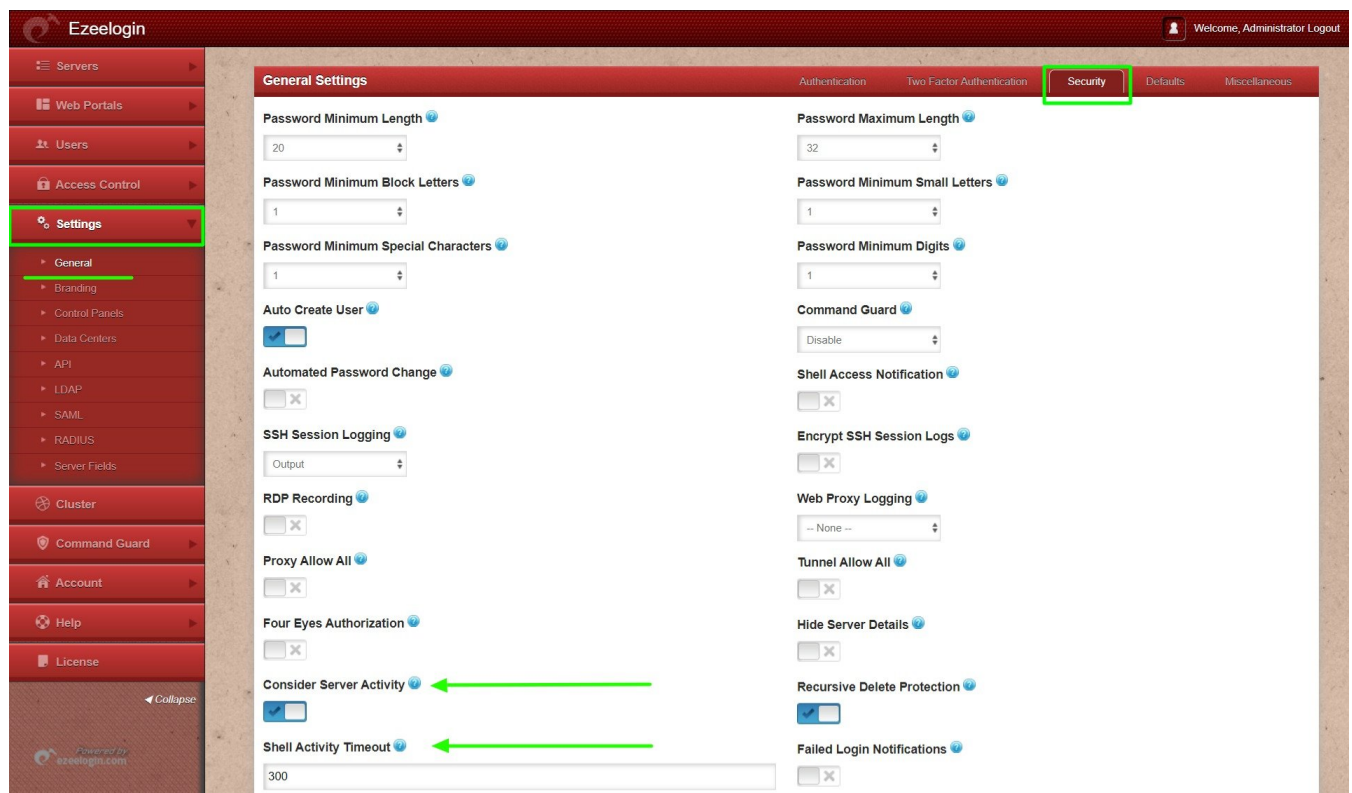 Ezeelogin
Welcome, Administrator Logout
Servers
Web Portals
Users
Access Control
Settings
General
Branding
Control Panels
Data Centers
API
LDAP
SAML
RADIUS
Server Fields
Cluster
Command Guard
Account
Help
License
Collapse
Powered by
ezeelogin.com
General Settings
Authentication Two Factor Authentication Security Defaults Miscellaneous
Password Minimum Length Password Maximum Length
20 32
Password Minimum Block Letters Password Minimum Small Letters
1 1
Password Minimum Special Characters Password Minimum Digits
1 1
Auto Create User Command Guard
Disable
Automated Password Change Shell Access Notification
SSH Session Logging Encrypt SSH Session Logs
Output
RDP Recording Web Proxy Logging
-- None --
Proxy Allow All Tunnel Allow All
Four Eyes Authorization Hide Server Details
Consider Server Activity Recursive Delete Protection
Shell Activity Timeout Failed Login Notifications
300